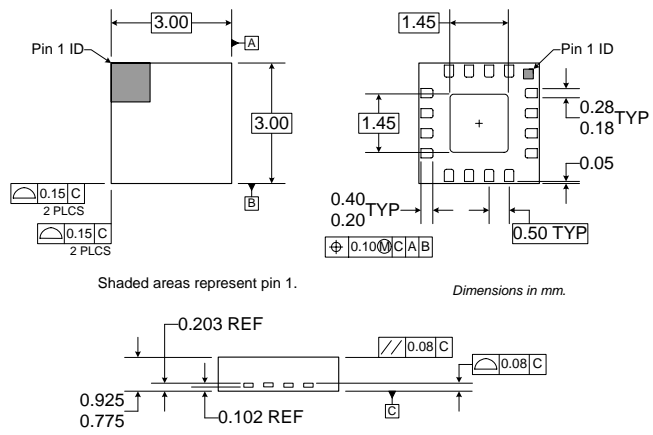 3.00
A
Pin 1 ID
3.00
B
⌓ 0.15 C
2 PLCS
⌓ 0.15 C
2 PLCS
Shaded areas represent pin 1.
1.45
Pin 1 ID
1.45
0.28
0.18 TYP
0.05
0.40
0.20 TYP
0.50 TYP
⌖ 0.10 Ⓜ C A B
Dimensions in mm.
0.203 REF
// 0.08 C
⌓ 0.08 C
0.925
0.775
0.102 REF
C